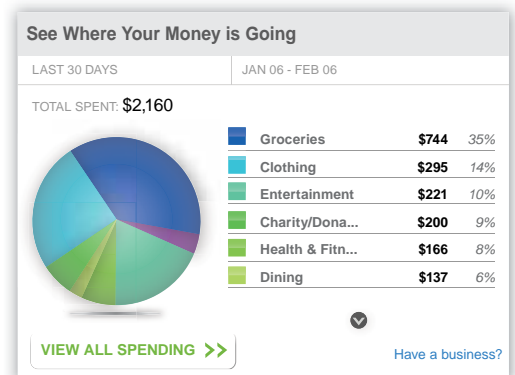 See Where Your Money is Going
LAST 30 DAYS JAN 06 - FEB 06
TOTAL SPENT: $2,160
Groceries $744 35%
Clothing $295 14%
Entertainment $221 10%
Charity/Dona... $200 9%
Health & Fitn... $166 8%
Dining $137 6%
VIEW ALL SPENDING >>
Have a business?